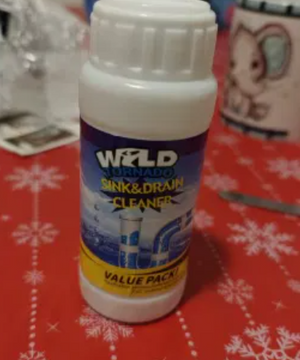 WILD
TORNADO
SINK&DRAIN
CLEANER
VALUE PACK!